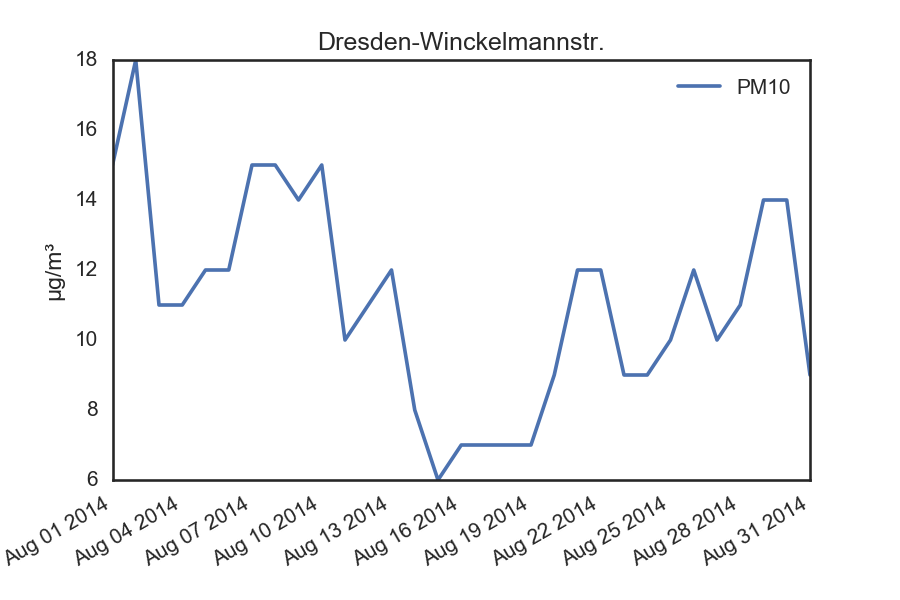 Dresden-Winckelmannstr.
PM10
µg/m³
18
16
14
12
10
8
6
Aug 01 2014
Aug 04 2014
Aug 07 2014
Aug 10 2014
Aug 13 2014
Aug 16 2014
Aug 19 2014
Aug 22 2014
Aug 25 2014
Aug 28 2014
Aug 31 2014